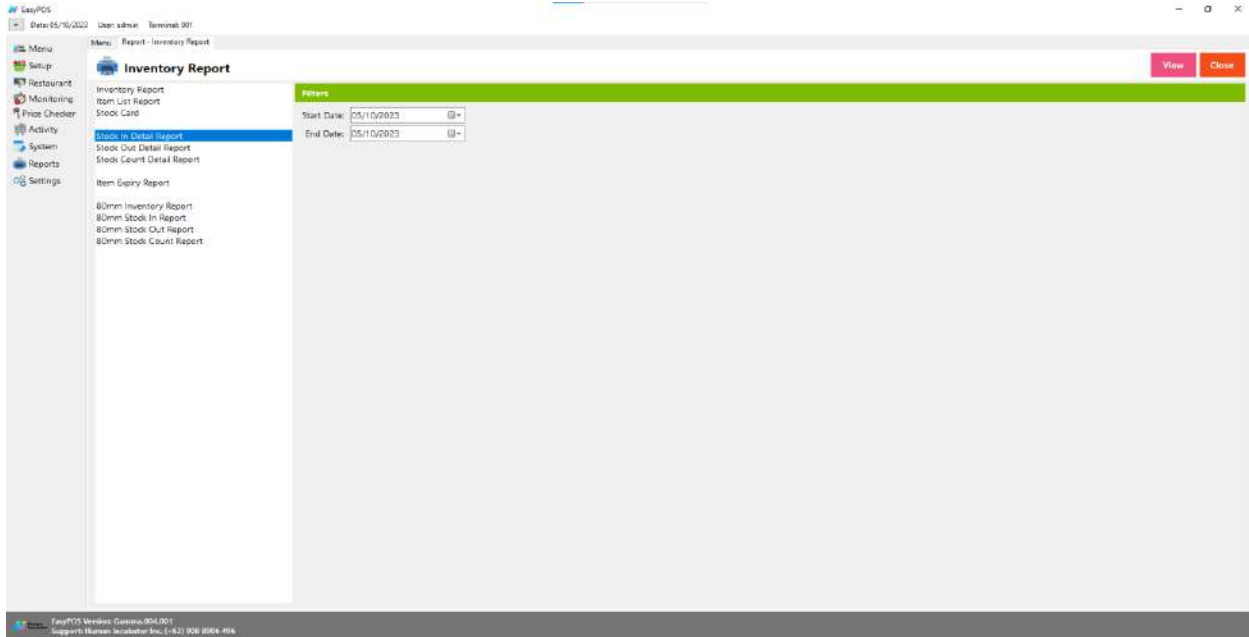 EasyPOS
Date: 05/10/2023 User: admin Terminal: 001
Menu
Setup
Restaurant
Monitoring
Price Checker
Activity
System
Reports
Settings
Menu Report - Inventory Report
Inventory Report
View Close
Inventory Report
Item List Report
Stock Card
Stock In Detail Report
Stock Out Detail Report
Stock Count Detail Report
Item Expiry Report
80mm Inventory Report
80mm Stock In Report
80mm Stock Out Report
80mm Stock Count Report
Filters
Start Date: 05/10/2023
End Date: 05/10/2023
EasyPOS Version: Gamma.004.001
Support: Human Incubator Inc. (+63) 908 8906 496